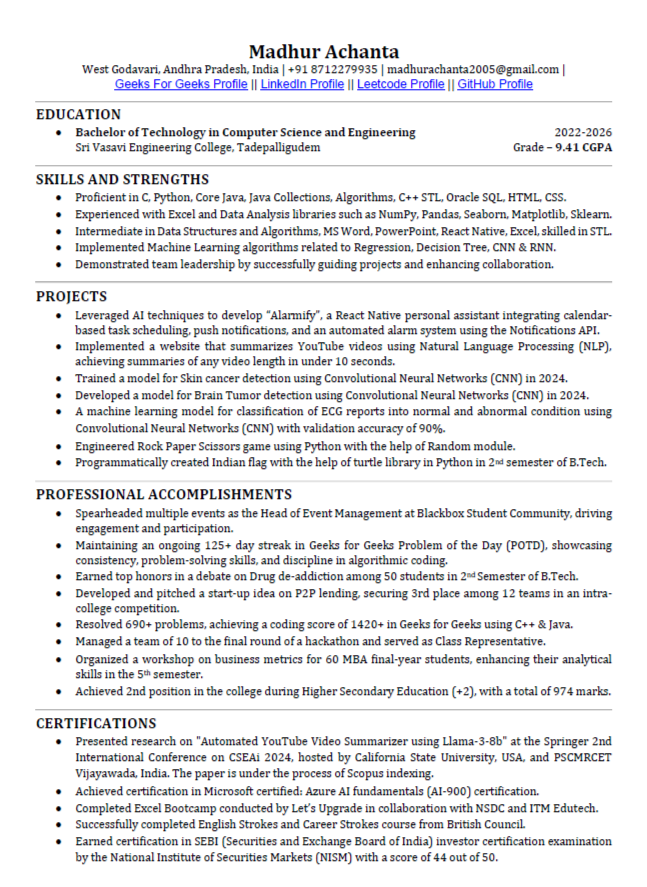 Madhur Achanta
West Godavari, Andhra Pradesh, India | +91 8712279935 | madhurachanta2005@gmail.com |
Geeks For Geeks Profile || LinkedIn Profile || Leetcode Profile || GitHub Profile
EDUCATION
• Bachelor of Technology in Computer Science and Engineering 2022-2026
Sri Vasavi Engineering College, Tadepalligudem Grade – 9.41 CGPA
SKILLS AND STRENGTHS
• Proficient in C, Python, Core Java, Java Collections, Algorithms, C++ STL, Oracle SQL, HTML, CSS.
• Experienced with Excel and Data Analysis libraries such as NumPy, Pandas, Seaborn, Matplotlib, Sklearn.
• Intermediate in Data Structures and Algorithms, MS Word, PowerPoint, React Native, Excel, skilled in STL.
• Implemented Machine Learning algorithms related to Regression, Decision Tree, CNN & RNN.
• Demonstrated team leadership by successfully guiding projects and enhancing collaboration.
PROJECTS
• Leveraged AI techniques to develop “Alarmify”, a React Native personal assistant integrating calendar-
based task scheduling, push notifications, and an automated alarm system using the Notifications API.
• Implemented a website that summarizes YouTube videos using Natural Language Processing (NLP),
achieving summaries of any video length in under 10 seconds.
• Trained a model for Skin cancer detection using Convolutional Neural Networks (CNN) in 2024.
• Developed a model for Brain Tumor detection using Convolutional Neural Networks (CNN) in 2024.
• A machine learning model for classification of ECG reports into normal and abnormal condition using
Convolutional Neural Networks (CNN) with validation accuracy of 90%.
• Engineered Rock Paper Scissors game using Python with the help of Random module.
• Programmatically created Indian flag with the help of turtle library in Python in 2nd semester of B.Tech.
PROFESSIONAL ACCOMPLISHMENTS
• Spearheaded multiple events as the Head of Event Management at Blackbox Student Community, driving
engagement and participation.
• Maintaining an ongoing 125+ day streak in Geeks for Geeks Problem of the Day (POTD), showcasing
consistency, problem-solving skills, and discipline in algorithmic coding.
• Earned top honors in a debate on Drug de-addiction among 50 students in 2nd Semester of B.Tech.
• Developed and pitched a start-up idea on P2P lending, securing 3rd place among 12 teams in an intra-
college competition.
• Resolved 690+ problems, achieving a coding score of 1420+ in Geeks for Geeks using C++ & Java.
• Managed a team of 10 to the final round of a hackathon and served as Class Representative.
• Organized a workshop on business metrics for 60 MBA final-year students, enhancing their analytical
skills in the 5th semester.
• Achieved 2nd position in the college during Higher Secondary Education (+2), with a total of 974 marks.
CERTIFICATIONS
• Presented research on "Automated YouTube Video Summarizer using Llama-3-8b" at the Springer 2nd
International Conference on CSEAi 2024, hosted by California State University, USA, and PSCMRCET
Vijayawada, India. The paper is under the process of Scopus indexing.
• Achieved certification in Microsoft certified: Azure AI fundamentals (AI-900) certification.
• Completed Excel Bootcamp conducted by Let’s Upgrade in collaboration with NSDC and ITM Edutech.
• Successfully completed English Strokes and Career Strokes course from British Council.
• Earned certification in SEBI (Securities and Exchange Board of India) investor certification examination
by the National Institute of Securities Markets (NISM) with a score of 44 out of 50.